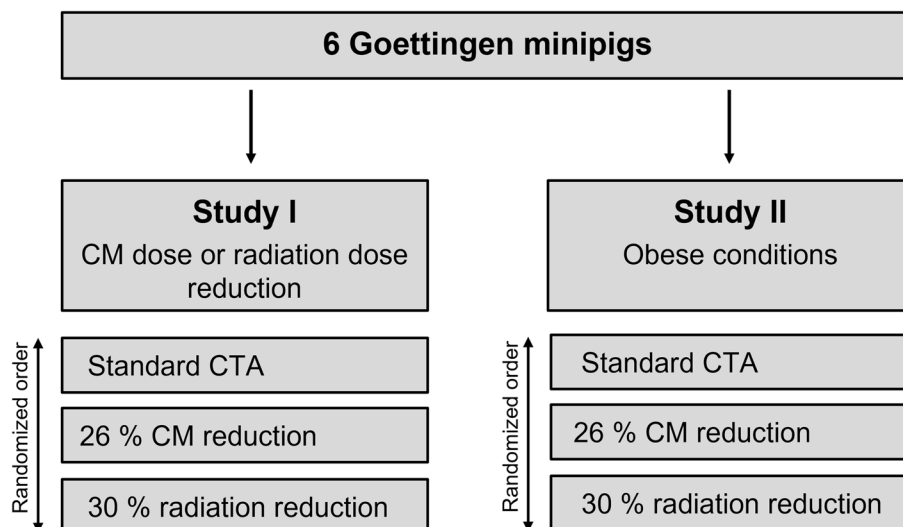 6 Goettingen minipigs
Study I
CM dose or radiation dose
reduction
Randomized order
Standard CTA
26 % CM reduction
30 % radiation reduction
Study II
Obese conditions
Randomized order
Standard CTA
26 % CM reduction
30 % radiation reduction